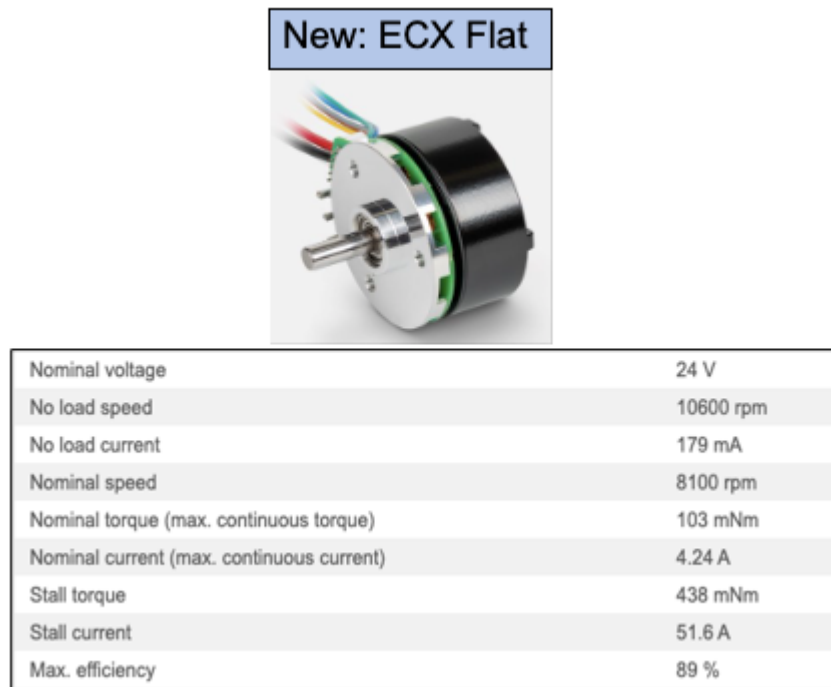 New: ECX Flat
Nominal voltage 24 V
No load speed 10600 rpm
No load current 179 mA
Nominal speed 8100 rpm
Nominal torque (max. continuous torque) 103 mNm
Nominal current (max. continuous current) 4.24 A
Stall torque 438 mNm
Stall current 51.6 A
Max. efficiency 89 %